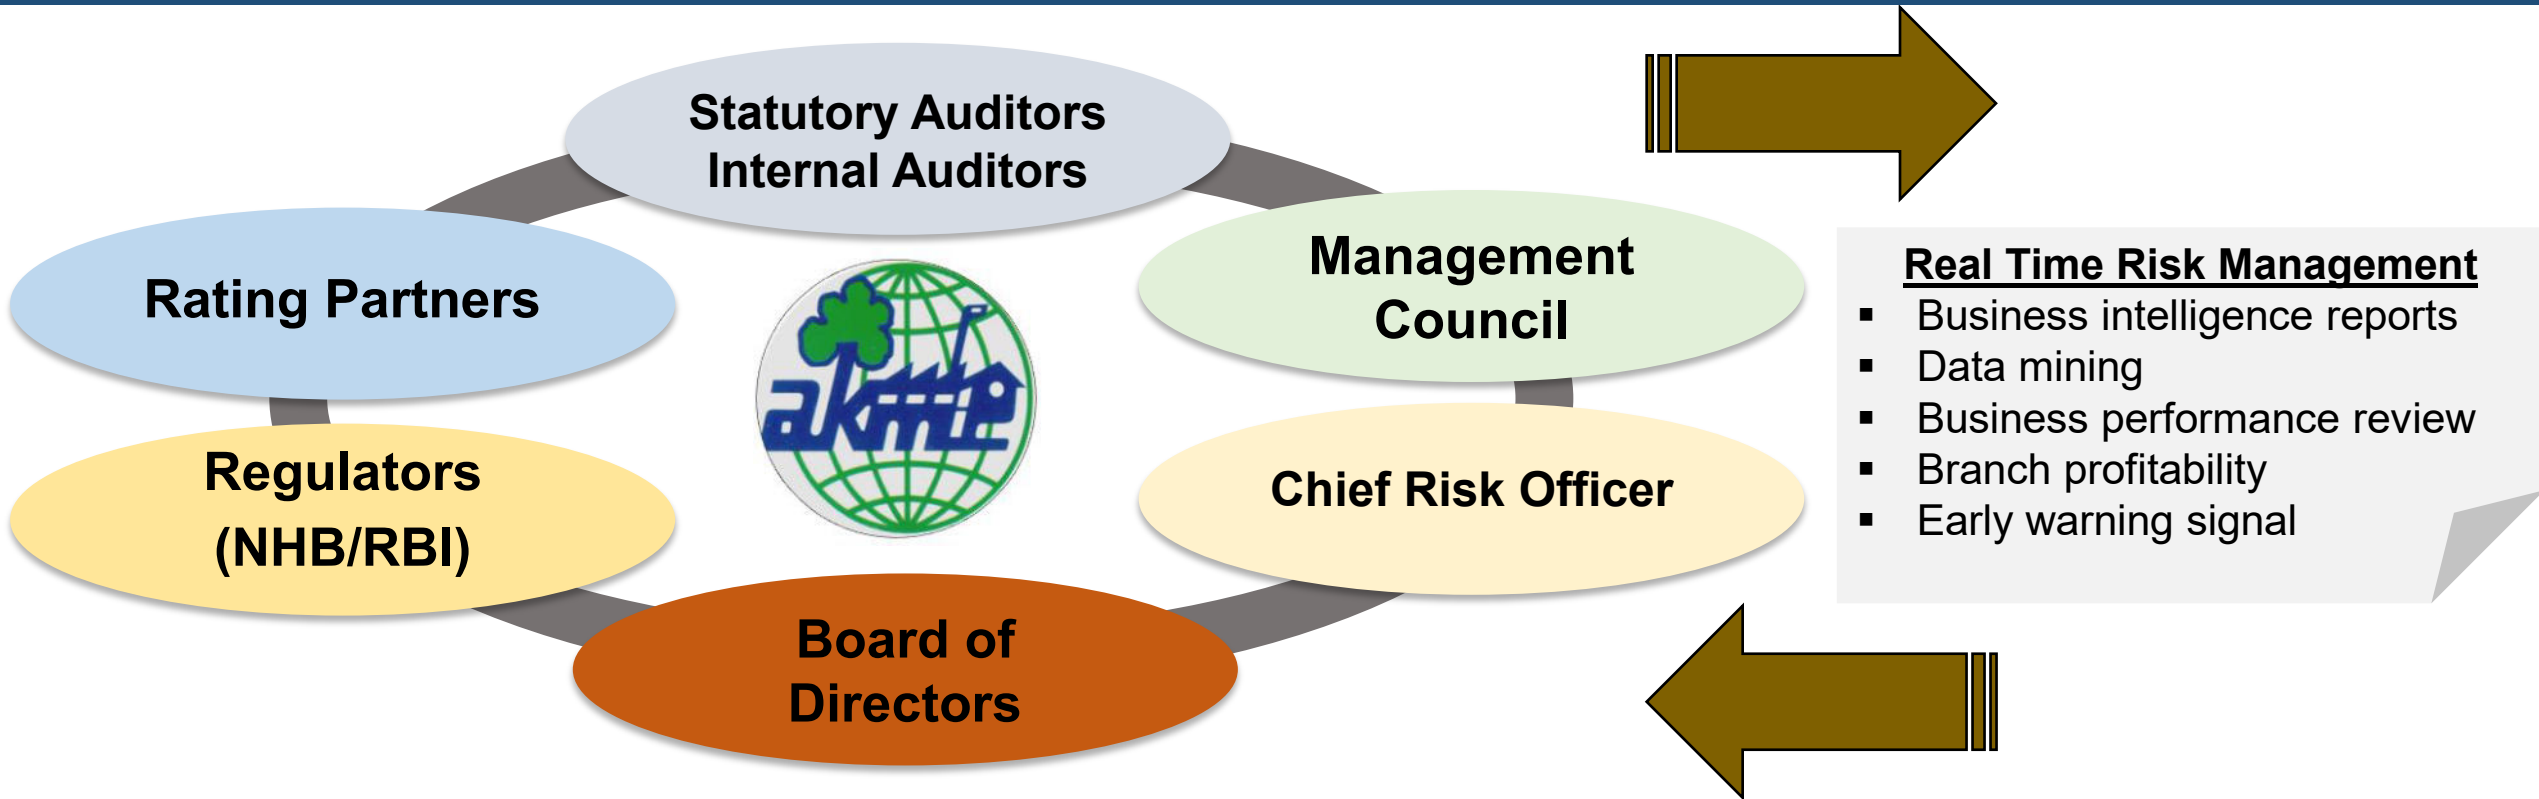 Statutory Auditors
Internal Auditors
Rating Partners
Management
Council
Regulators
(NHB/RBI)
Chief Risk Officer
Board of
Directors
akme
Real Time Risk Management
▪ Business intelligence reports
▪ Data mining
▪ Business performance review
▪ Branch profitability
▪ Early warning signal